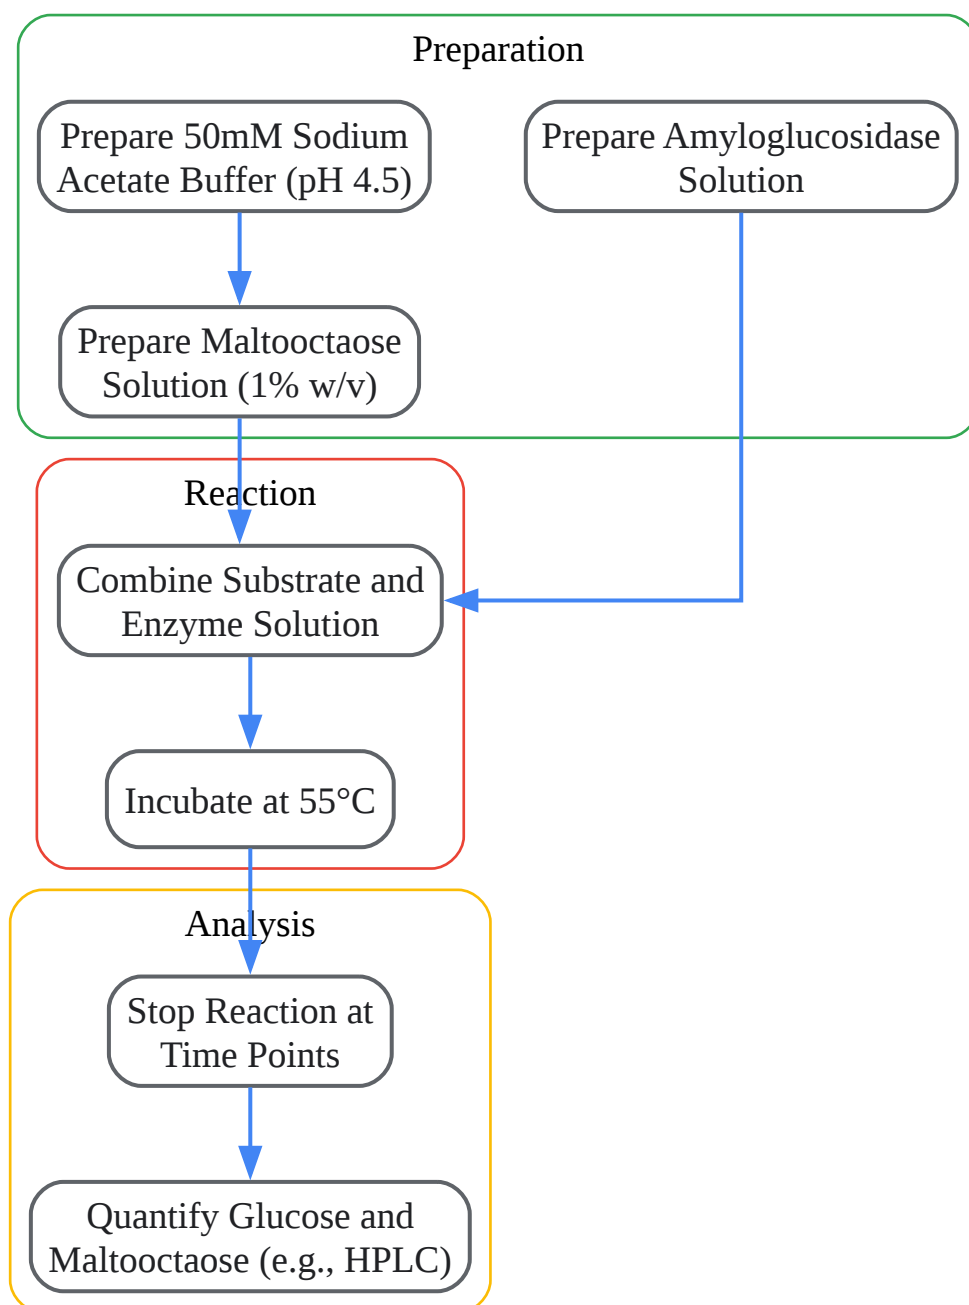 Preparation
Prepare 50mM Sodium
Acetate Buffer (pH 4.5)
Prepare Amyloglucosidase
Solution
Prepare Maltooctaose
Solution (1% w/v)
Reaction
Combine Substrate and
Enzyme Solution
Incubate at 55°C
Analysis
Stop Reaction at
Time Points
Quantify Glucose and
Maltooctaose (e.g., HPLC)